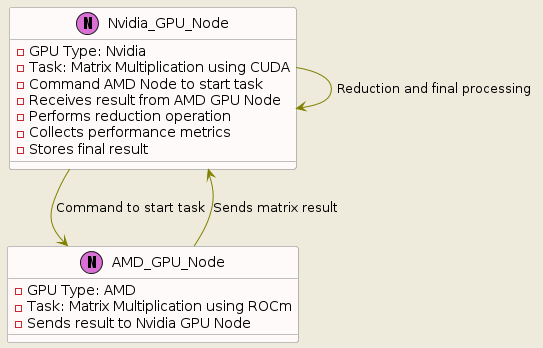 N Nvidia_GPU_Node
GPU Type: Nvidia
Task: Matrix Multiplication using CUDA
Command AMD Node to start task
Receives result from AMD GPU Node
Performs reduction operation
Collects performance metrics
Stores final result
Reduction and final processing
Command to start task
Sends matrix result
N AMD_GPU_Node
GPU Type: AMD
Task: Matrix Multiplication using ROCm
Sends result to Nvidia GPU Node